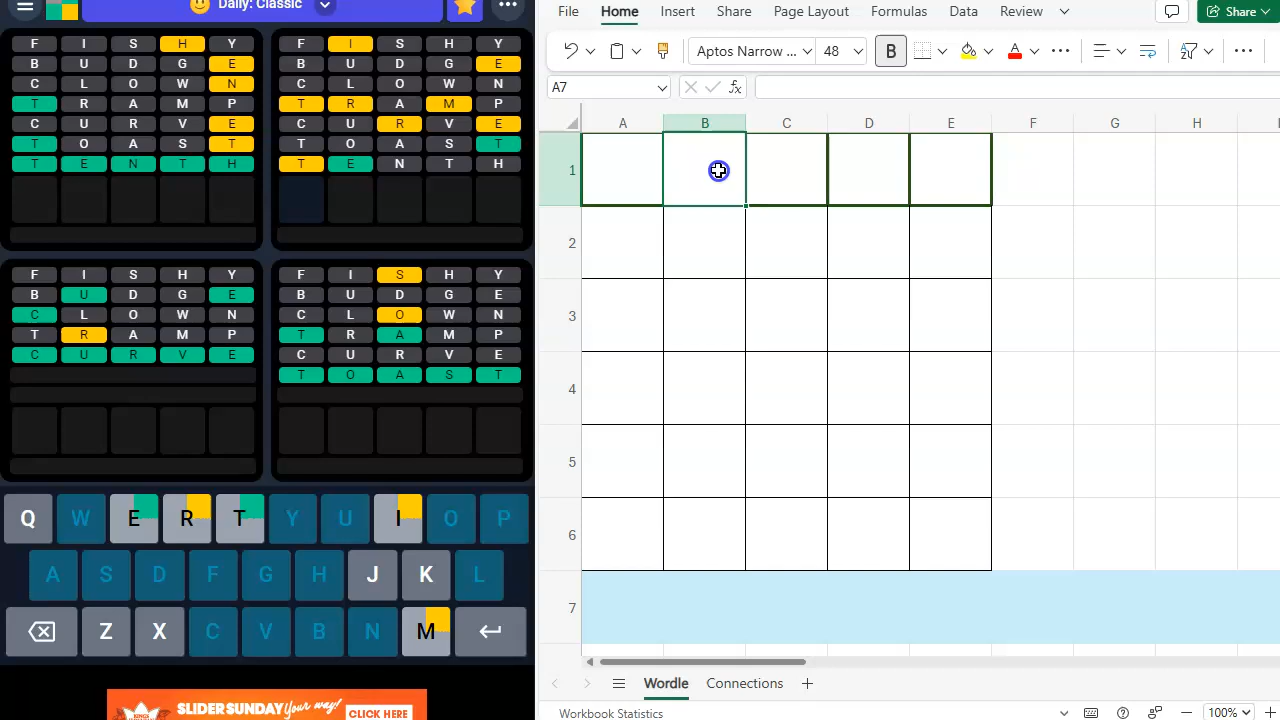 Daily: Classic
F I S H Y
B U D G E
C L O W N
T R A M P
C U R V E
T O A S T
T E N T H
F I S H Y
B U D G E
C L O W N
T R A M P
C U R V E
T O A S T
T E N T H
F I S H Y
B U D G E
C L O W N
T R A M P
C U R V E
F I S H Y
B U D G E
C L O W N
T R A M P
C U R V E
T O A S T
Q W E R T Y U I O P
A S D F G H J K L
Z X C V B N M
SLIDER SUNDAY Your way! CLICK HERE
File Home Insert Share Page Layout Formulas Data Review Share
Aptos Narrow ... 48 B A
A7 fx
A B C D E F G H
1
2
3
4
5
6
7
Wordle Connections
Workbook Statistics 100%